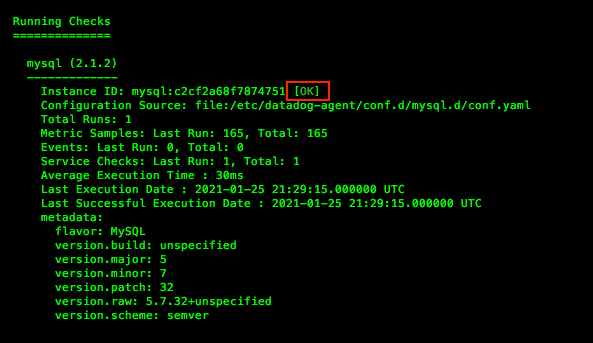 Running Checks
==============
mysql (2.1.2)
-------------
Instance ID: mysql:c2cf2a68f7874751 [OK]
Configuration Source: file:/etc/datadog-agent/conf.d/mysql.d/conf.yaml
Total Runs: 1
Metric Samples: Last Run: 165, Total: 165
Events: Last Run: 0, Total: 0
Service Checks: Last Run: 1, Total: 1
Average Execution Time : 30ms
Last Execution Date : 2021-01-25 21:29:15.000000 UTC
Last Successful Execution Date : 2021-01-25 21:29:15.000000 UTC
metadata:
flavor: MySQL
version.build: unspecified
version.major: 5
version.minor: 7
version.patch: 32
version.raw: 5.7.32+unspecified
version.scheme: semver